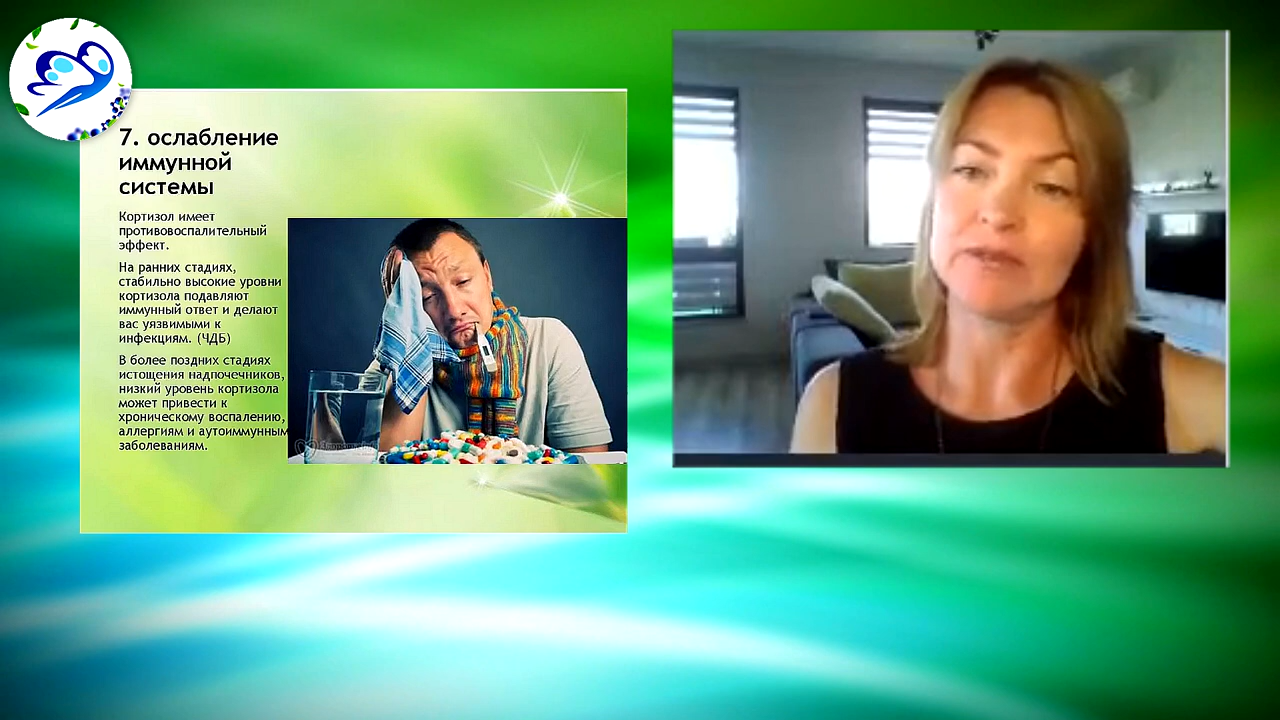 7. ослабление
иммунной
системы
Кортизол имеет
противовоспалительный
эффект.
На ранних стадиях,
стабильно высокие уровни
кортизола подавляют
иммунный ответ и делают
вас уязвимыми к
инфекциям. (ЧДБ)
В более поздних стадиях
истощения надпочечников,
низкий уровень кортизола
может привести к
хроническому воспалению,
аллергиям и аутоиммунным
заболеваниям.